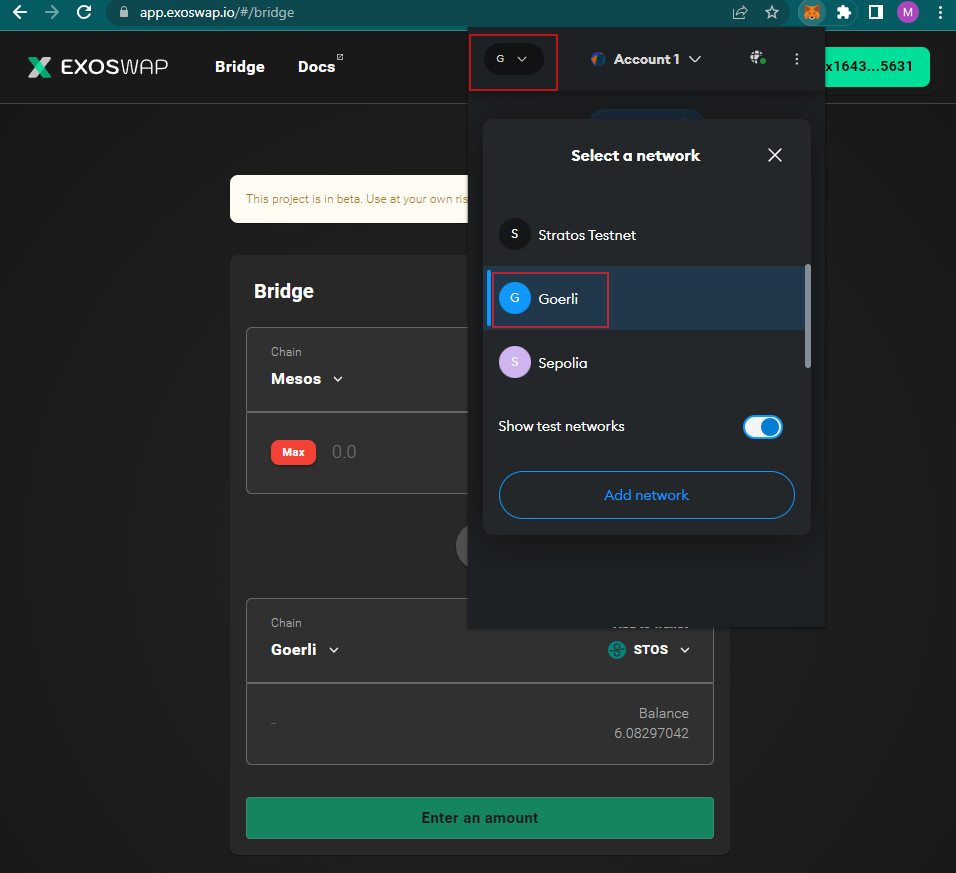 app.exoswap.io/#/bridge
M
EXOSWAP
Bridge
Docs
G
Account 1
x1643...5631
Select a network
This project is in beta. Use at your own ris
S
Stratos Testnet
G
Goerli
S
Sepolia
Show test networks
Add network
Bridge
Chain
Mesos
Max
0.0
Chain
Goerli
STOS
-
Balance
6.08297042
Enter an amount